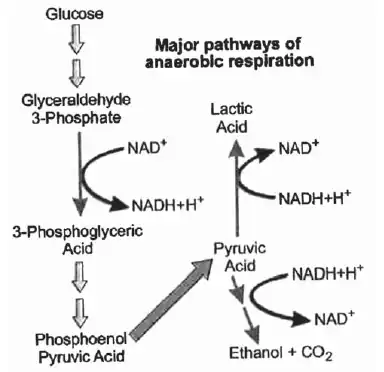 Glucose
Major pathways of
anaerobic respiration
Glyceraldehyde
3-Phosphate
NAD⁺
NADH+H⁺
3-Phosphoglyceric
Acid
Phosphoenol
Pyruvic Acid
Lactic
Acid
NAD⁺
NADH+H⁺
Pyruvic
Acid
NADH+H⁺
NAD⁺
Ethanol + CO₂